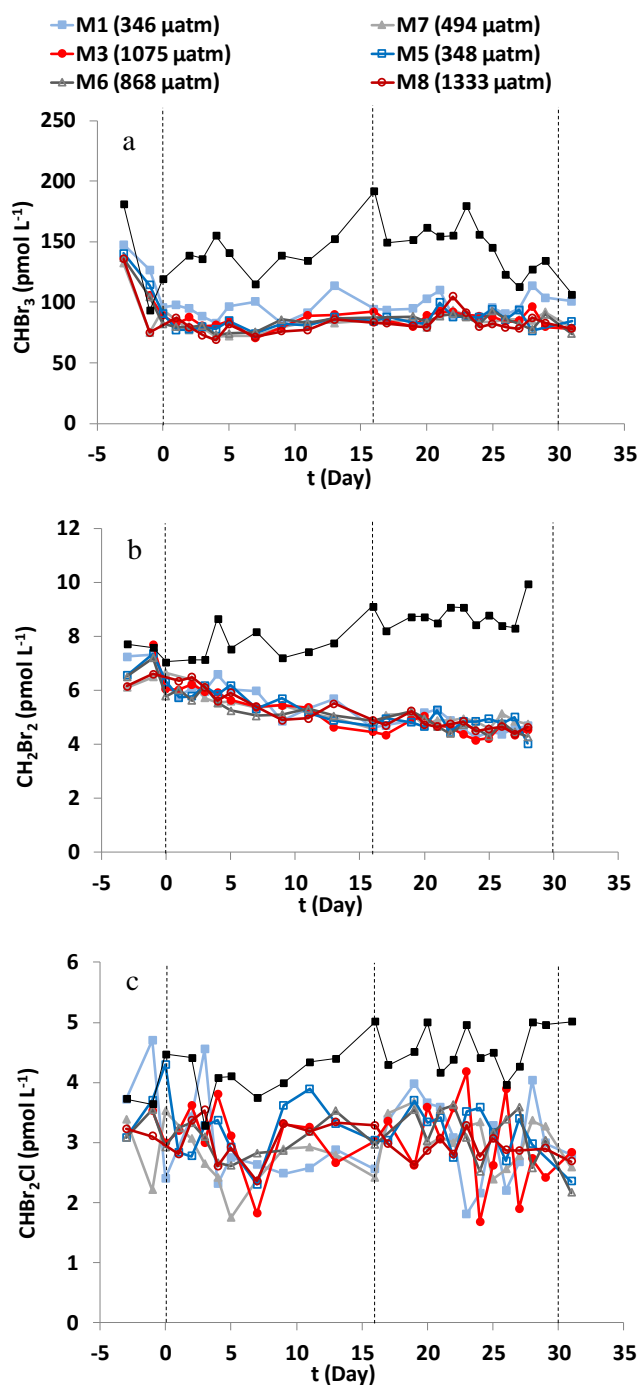 M1 (346 µatm) M7 (494 µatm)
M3 (1075 µatm) M5 (348 µatm)
M6 (868 µatm) M8 (1333 µatm)
a
CHBr3 (pmol L-1)
250
200
150
100
50
0
-5 0 5 10 15 20 25 30 35
t (Day)
b
CH2Br2 (pmol L-1)
12
10
8
6
4
2
0
-5 0 5 10 15 20 25 30 35
t (Day)
c
CHBr2Cl (pmol L-1)
6
5
4
3
2
1
0
-5 0 5 10 15 20 25 30 35
t (Day)